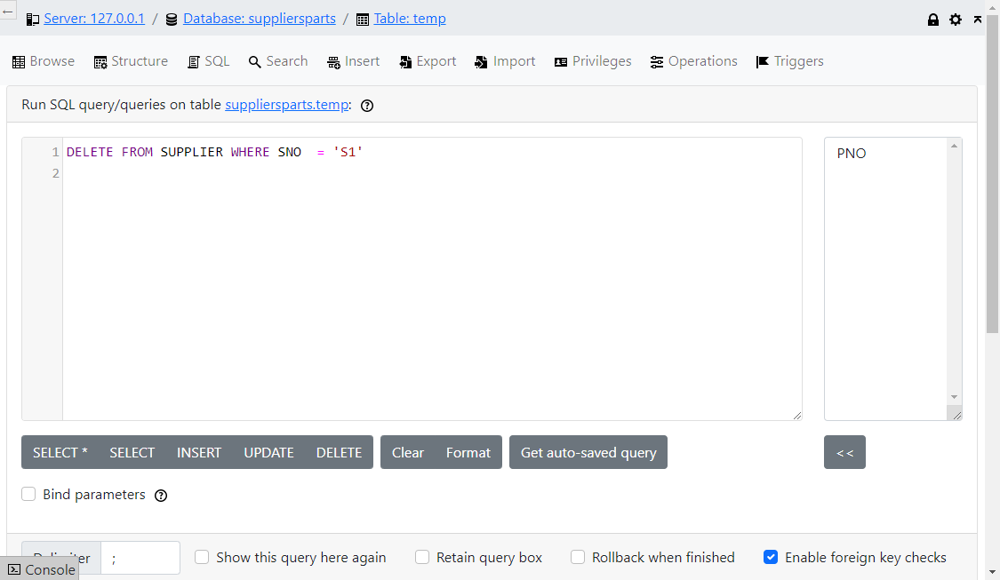 Server: 127.0.0.1 / Database: suppliersparts / Table: temp
Browse Structure SQL Search Insert Export Import Privileges Operations Triggers
Run SQL query/queries on table suppliersparts.temp:
1 DELETE FROM SUPPLIER WHERE SNO  = 'S1'
2
PNO
SELECT * SELECT INSERT UPDATE DELETE Clear Format Get auto-saved query <<
Bind parameters
Delimiter ; Show this query here again Retain query box Rollback when finished Enable foreign key checks
Console